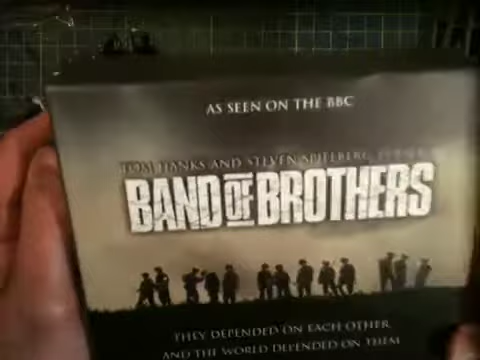 AS SEEN ON THE BBC
TOM HANKS AND STEVEN SPIELBERG
BAND OF BROTHERS
THEY DEPENDED ON EACH OTHER
AND THE WORLD DEPENDED ON THEM